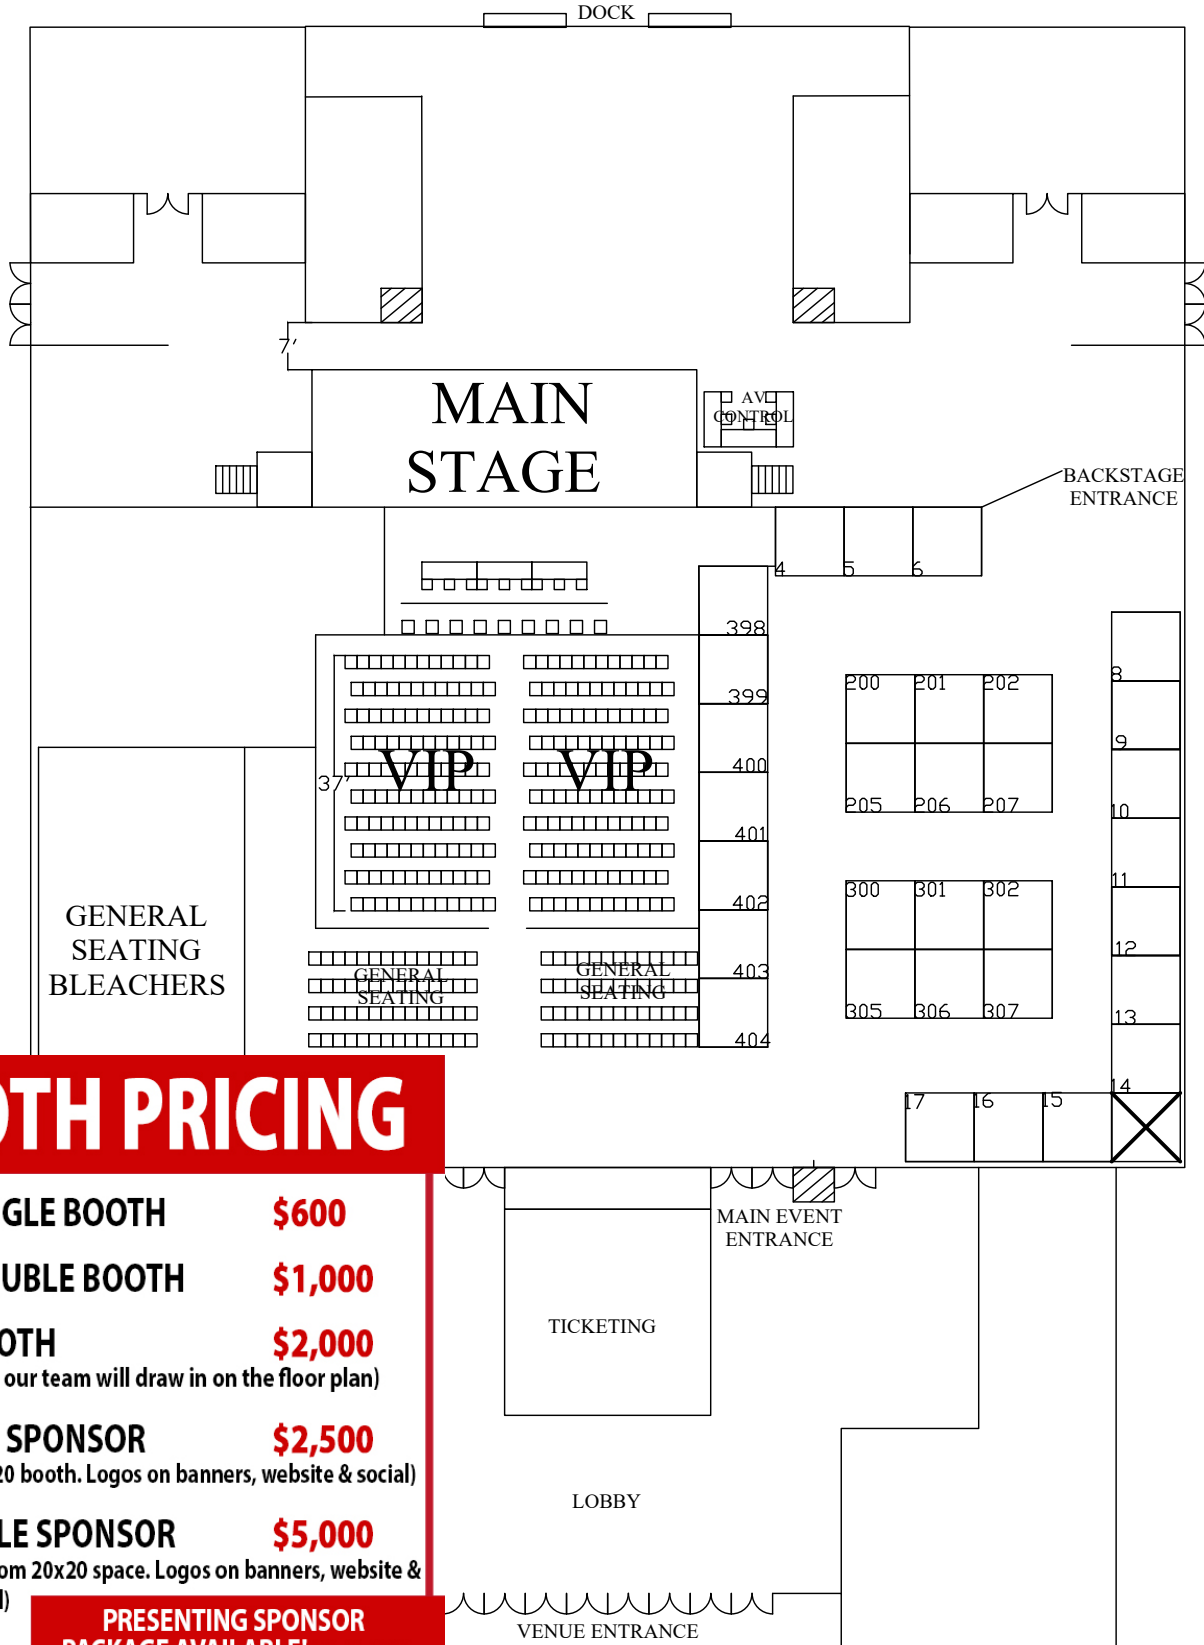 DOCK
7'
MAIN
STAGE
AV
CONTROL
BACKSTAGE
ENTRANCE
4 5 6
398
399
400
401
402
403
404
200 201 202
205 206 207
300 301 302
305 306 307
8
9
10
11
12
13
14
17 16 15
VIP VIP
37'
GENERAL
SEATING
BLEACHERS
GENERAL
SEATING
GENERAL
SEATING
OTH PRICING
GLE BOOTH $600
UBLE BOOTH $1,000
OTH $2,000
our team will draw in on the floor plan)
SPONSOR $2,500
20 booth. Logos on banners, website & social)
LE SPONSOR $5,000
om 20x20 space. Logos on banners, website &
l)
PRESENTING SPONSOR
PACKAGE AVAILABLE!
MAIN EVENT
ENTRANCE
TICKETING
LOBBY
VENUE ENTRANCE